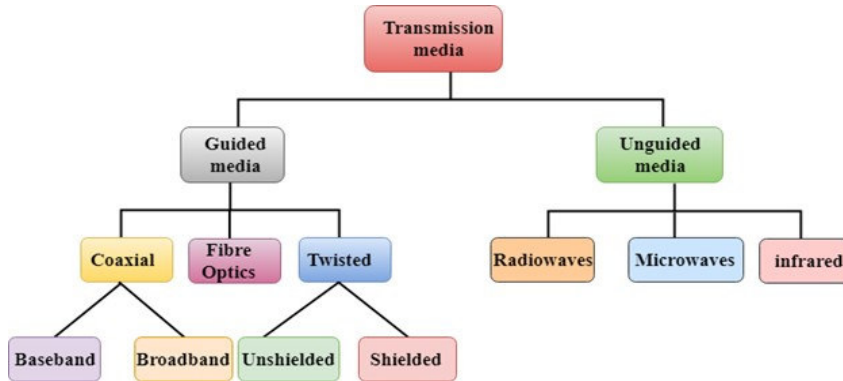 Transmission
media
Guided
media
Unguided
media
Coaxial
Fibre
Optics
Twisted
Radiowaves
Microwaves
infrared
Baseband
Broadband
Unshielded
Shielded